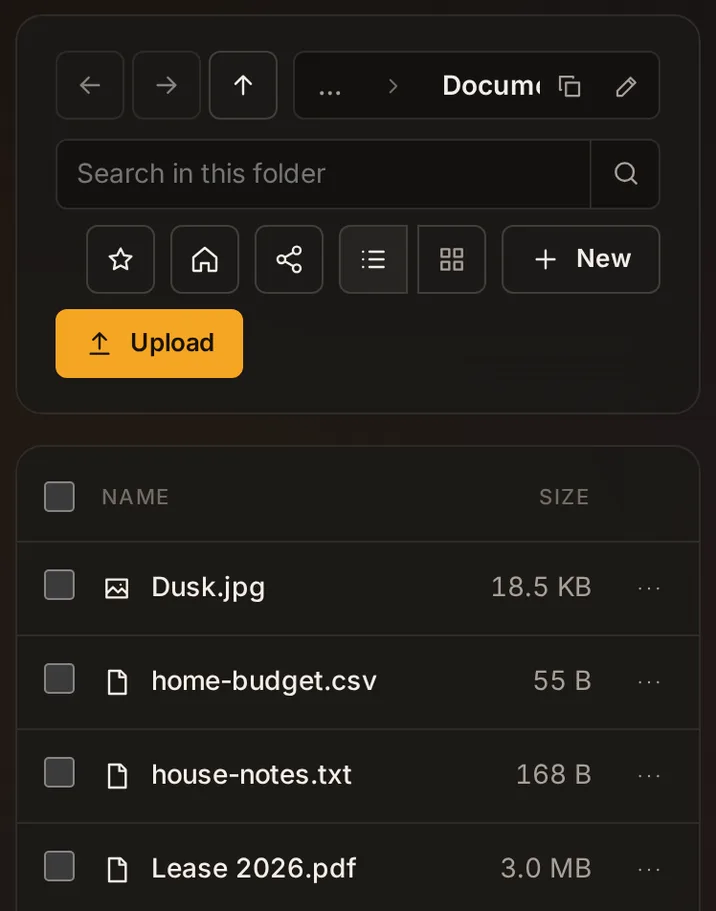 ... > Docume
Search in this folder
+ New
Upload
NAME SIZE
Dusk.jpg 18.5 KB ...
home-budget.csv 55 B ...
house-notes.txt 168 B ...
Lease 2026.pdf 3.0 MB ...